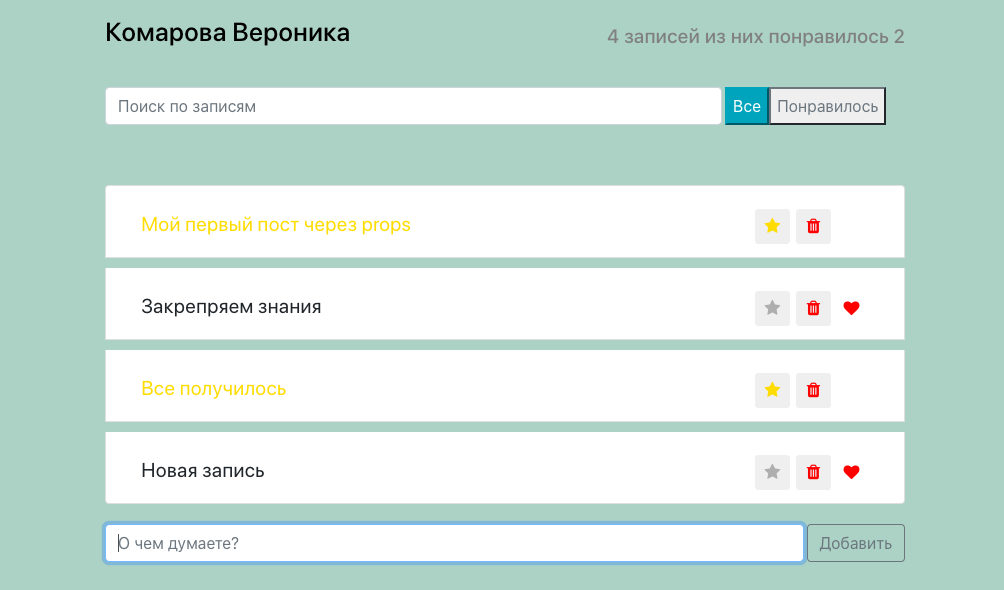 Комарова Вероника
4 записей из них понравилось 2
Поиск по записям
Все
Понравилось
Мой первый пост через props
Закрепряем знания
Все получилось
Новая запись
О чем думаете?
Добавить